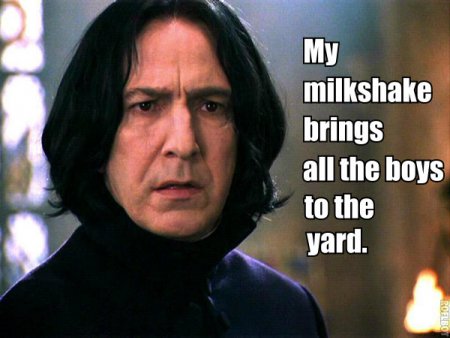 My
milkshake
brings
all the boys
to the
yard.